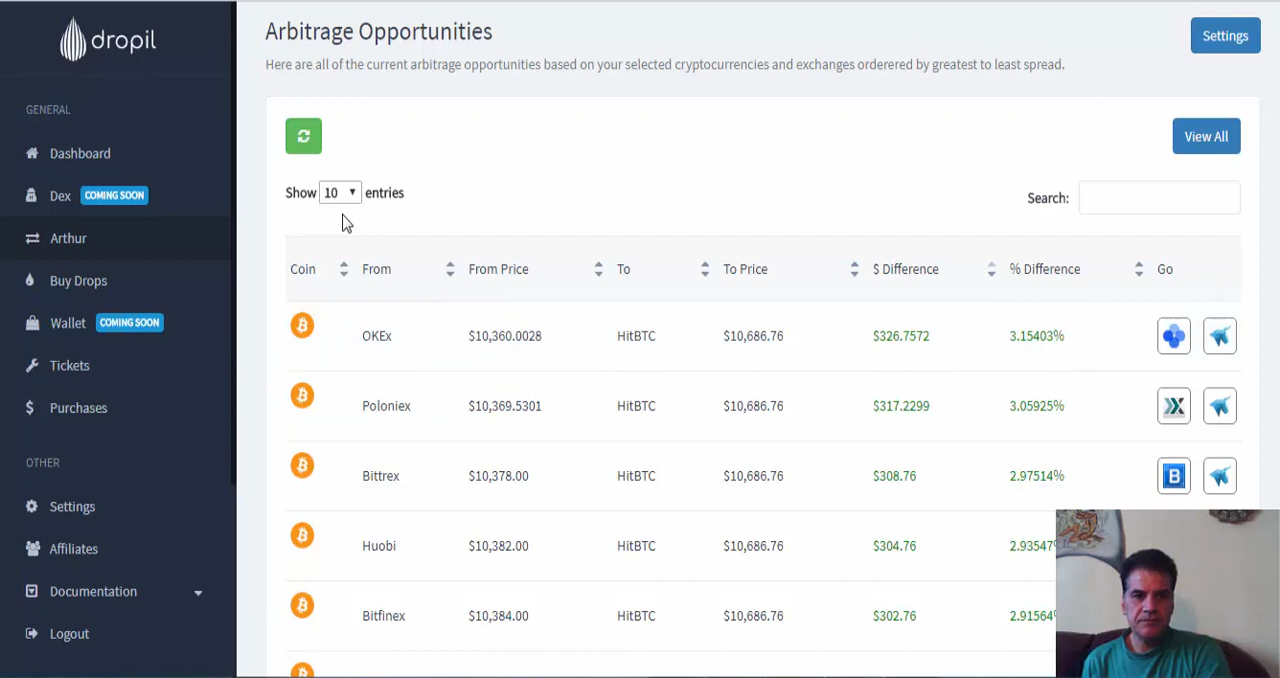 dropil
GENERAL
Dashboard
Dex COMING SOON
Arthur
Buy Drops
Wallet COMING SOON
Tickets
Purchases
OTHER
Settings
Affiliates
Documentation
Logout
Arbitrage Opportunities
Settings
Here are all of the current arbitrage opportunities based on your selected cryptocurrencies and exchanges orderered by greatest to least spread.
View All
Show 10 entries
Search:
Coin From From Price To To Price $ Difference % Difference Go
OKEx $10,360.0028 HitBTC $10,686.76 $326.7572 3.15403%
Poloniex $10,369.5301 HitBTC $10,686.76 $317.2299 3.05925%
Bittrex $10,378.00 HitBTC $10,686.76 $308.76 2.97514%
Huobi $10,382.00 HitBTC $10,686.76 $304.76 2.93547%
Bitfinex $10,384.00 HitBTC $10,686.76 $302.76 2.91564%